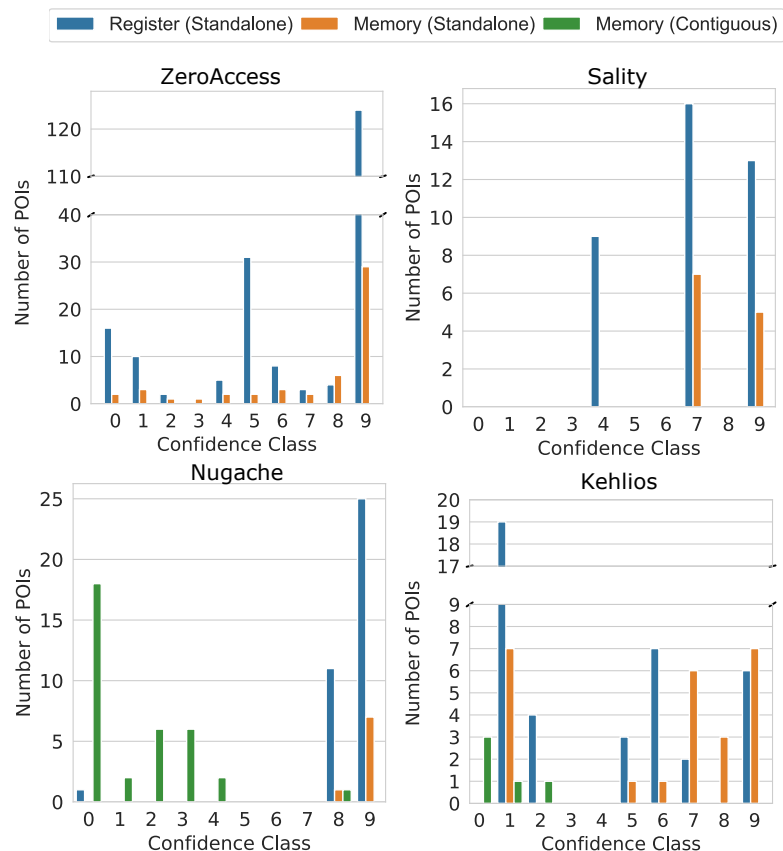 Register (Standalone) Memory (Standalone) Memory (Contiguous)
ZeroAccess
Number of POIs
120
110
40
30
20
10
0
0 1 2 3 4 5 6 7 8 9
Confidence Class
Sality
Number of POIs
16
14
12
10
8
6
4
2
0
0 1 2 3 4 5 6 7 8 9
Confidence Class
Nugache
Number of POIs
25
20
15
10
5
0
0 1 2 3 4 5 6 7 8 9
Confidence Class
Kehlios
Number of POIs
20
19
18
17
9
8
7
6
5
4
3
2
1
0
0 1 2 3 4 5 6 7 8 9
Confidence Class